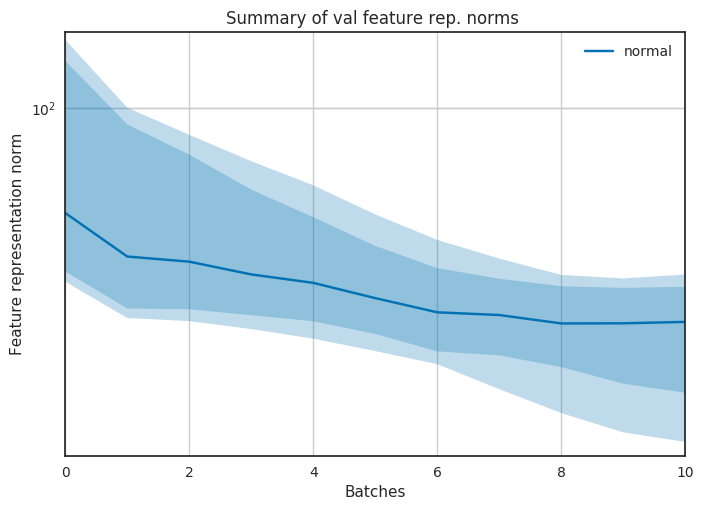 Summary of val feature rep. norms
normal
10²
Feature representation norm
0 2 4 6 8 10
Batches